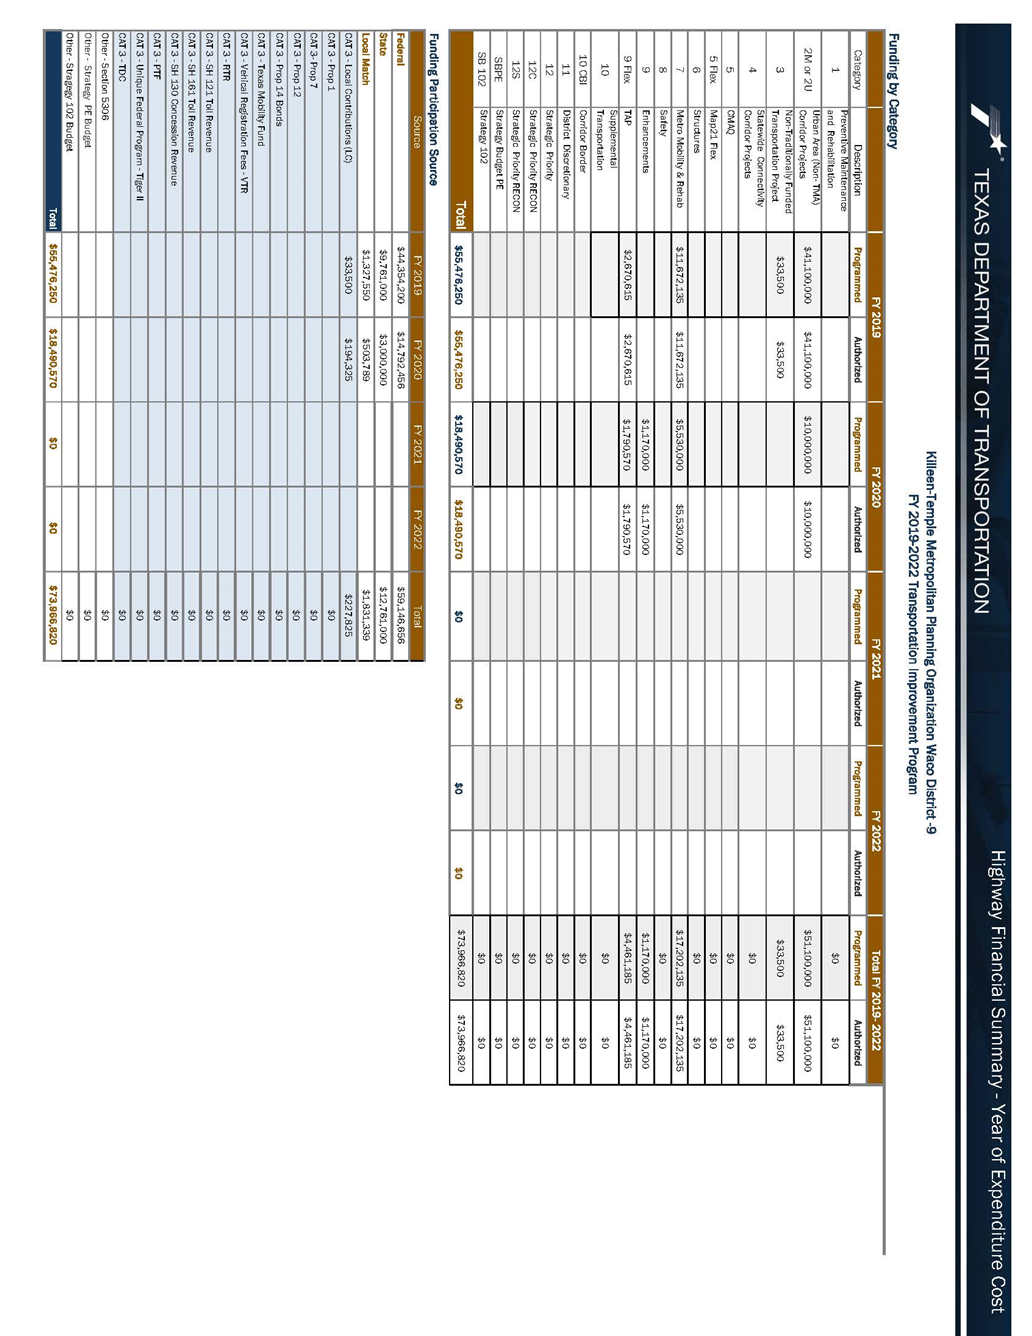 TEXAS DEPARTMENT OF TRANSPORTATION
Highway Financial Summary - Year of Expenditure Cost
Killeen-Temple Metropolitan Planning Organization Waco District -9
FY 2019-2022 Transportation Improvement Program
Funding by Category
FY 2019 FY 2020 FY 2021 FY 2022 Total FY 2019- 2022
Category Description Programmed Authorized Programmed Authorized Programmed Authorized Programmed Authorized Programmed Authorized
1 Preventive Maintenance and Rehabilitation $0 $0
2M or 2U Urban Area (Non- TMA) Corridor Projects $41,100,000 $41,100,000 $10,000,000 $10,000,000 $51,100,000 $51,100,000
3 Non-Traditionally Funded Transportation Project $33,500 $33,500 $33,500 $33,500
4 Statewide Connectivity Corridor Projects $0 $0
5 CMAQ $0 $0
5 Flex Map21 Flex $0 $0
6 Structures $0 $0
7 Metro Mobility & Rehab $11,672,135 $11,672,135 $5,530,000 $5,530,000 $17,202,135 $17,202,135
8 Safety $0 $0
9 Enhancements $1,170,000 $1,170,000 $1,170,000 $1,170,000
9 Flex TAP $2,670,615 $2,670,615 $1,790,570 $1,790,570 $4,461,185 $4,461,185
10 Supplemental Transportation $0 $0
10 CBI Corridor Border $0 $0
11 District Discretionary $0 $0
12 Strategic Priority $0 $0
12C Strategic Priority RECON $0 $0
12S Strategic Priority RECON $0 $0
SBPE Strategy Budget PE $0 $0
SB 102 Strategy 102 $0 $0
Total $55,476,250 $55,476,250 $18,490,570 $18,490,570 $0 $0 $0 $0 $73,966,820 $73,966,820
Funding Participation Source
Source FY 2019 FY 2020 FY 2021 FY 2022 Total
Federal $44,354,200 $14,792,456 $59,146,656
State $9,761,000 $3,000,000 $12,761,000
Local Match $1,327,550 $503,789 $1,831,339
CAT 3 - Local Contributions (LC) $33,500 $194,325 $227,825
CAT 3 - Prop 1 $0
CAT 3- Prop 7 $0
CAT 3 - Prop 12 $0
CAT 3 - Prop 14 Bonds $0
CAT 3 - Texas Mobility Fund $0
CAT 3 - Vehical Registration Fees - VTR $0
CAT 3 - RTR $0
CAT 3 - SH 121 Toll Revenue $0
CAT 3 - SH 161 Toll Revenue $0
CAT 3 - SH 130 Concession Revenue $0
CAT 3 - PTF $0
CAT 3 - Unique Federal Program - Tiger II $0
CAT 3 - TDC $0
Other - Section 5306 $0
Other - Strategy PE Budget $0
Other - Stragegy 102 Budget $0
Total $55,476,250 $18,490,570 $0 $0 $73,966,820